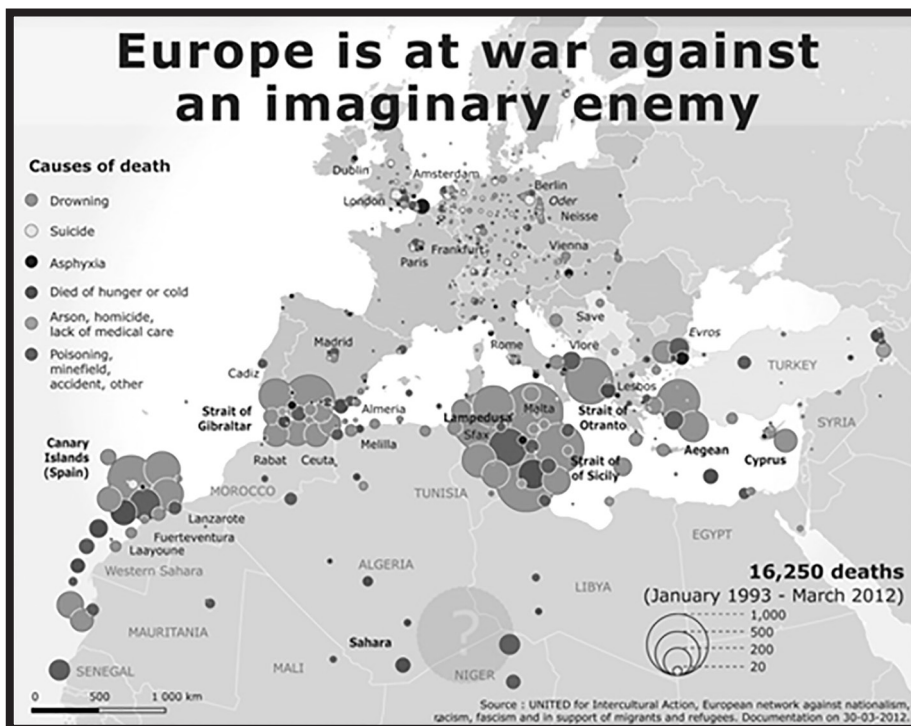 Europe is at war against
an imaginary enemy
Causes of death
Drowning
Suicide
Asphyxia
Died of hunger or cold
Arson, homicide,
lack of medical care
Poisoning,
minefield,
accident, other
Dublin
Amsterdam
London
Berlin
Oder
Neisse
Frankfurt
Vienna
Paris
Save
Madrid
Rome
Vlorë
Evros
Cadiz
TURKEY
Lesbos
Strait of
Gibraltar
Almeria
Lampedusa
Malta
Strait of
Otranto
SYRIA
Sfax
Melilla
Canary
Islands
(Spain)
Rabat
Ceuta
Strait of
of Sicily
Aegean
Cyprus
MOROCCO
TUNISIA
Lanzarote
Fuerteventura
Laayoune
EGYPT
Western Sahara
ALGERIA
LIBYA
16,250 deaths
(January 1993 - March 2012)
1,000
500
200
20
MAURITANIA
Sahara
?
SENEGAL
MALI
NIGER
0 500 1 000 km
Source : UNITED for Intercultural Action, European network against nationalism,
racism, fascism and in support of migrants and refugees. Documentation on 30-03-2012.